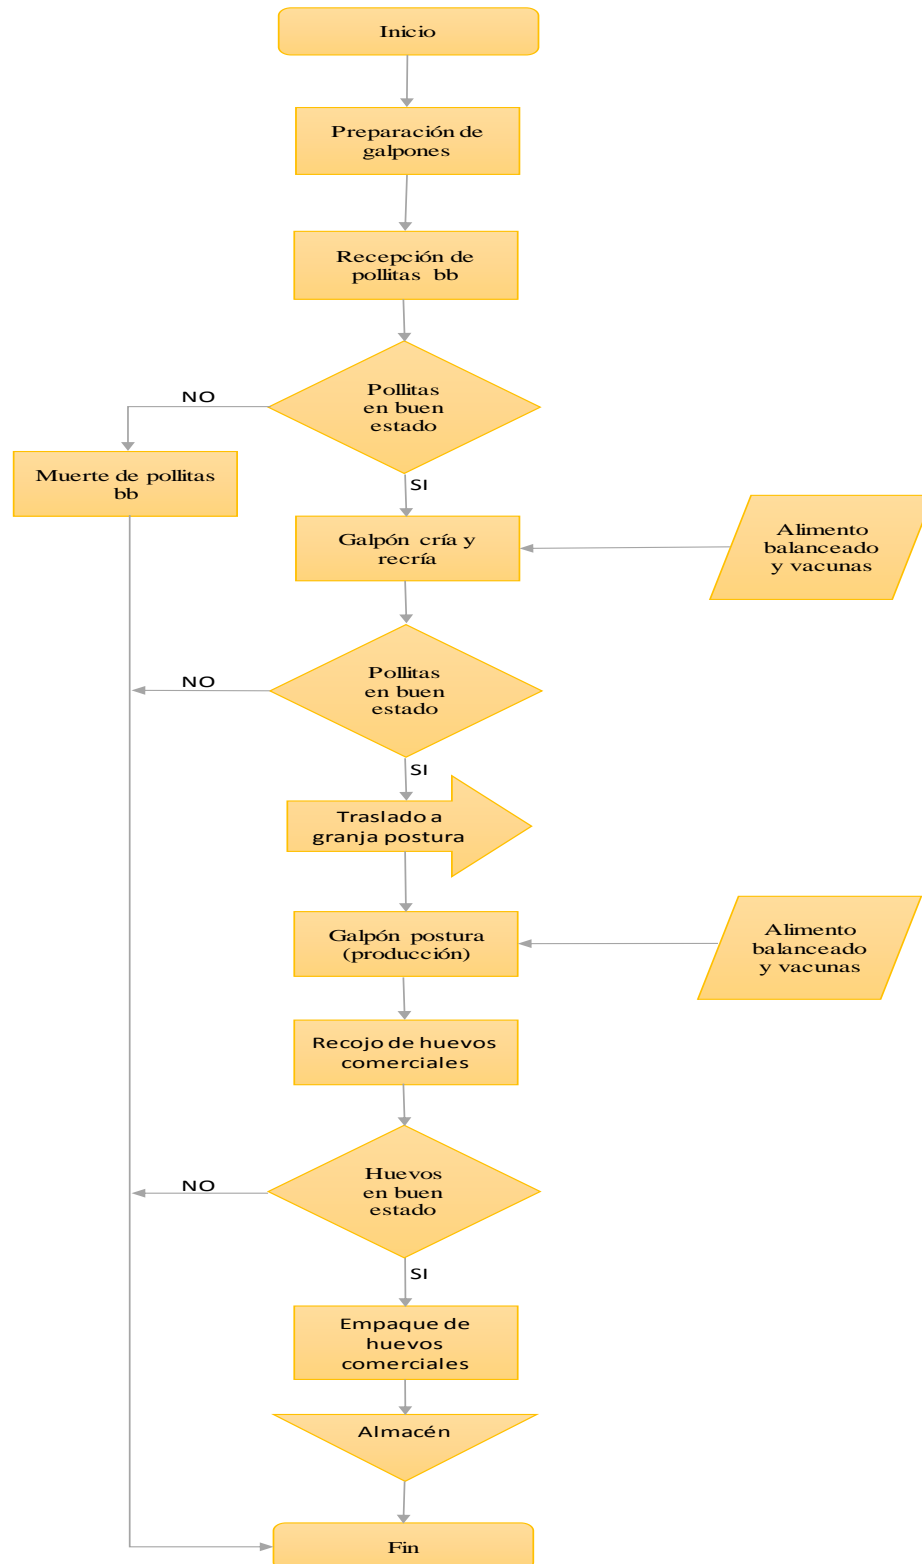 Inicio
Preparación de
galpones
Recepción de
pollitas bb
Pollitas
en buen
estado
NO
Muerte de pollitas
bb
SI
Galpón cría y
recría
Alimento
balanceado
y vacunas
Pollitas
en buen
estado
NO
SI
Traslado a
granja postura
Galpón postura
(producción)
Alimento
balanceado
y vacunas
Recojo de huevos
comerciales
Huevos
en buen
estado
NO
SI
Empaque de
huevos
comerciales
Almacén
Fin